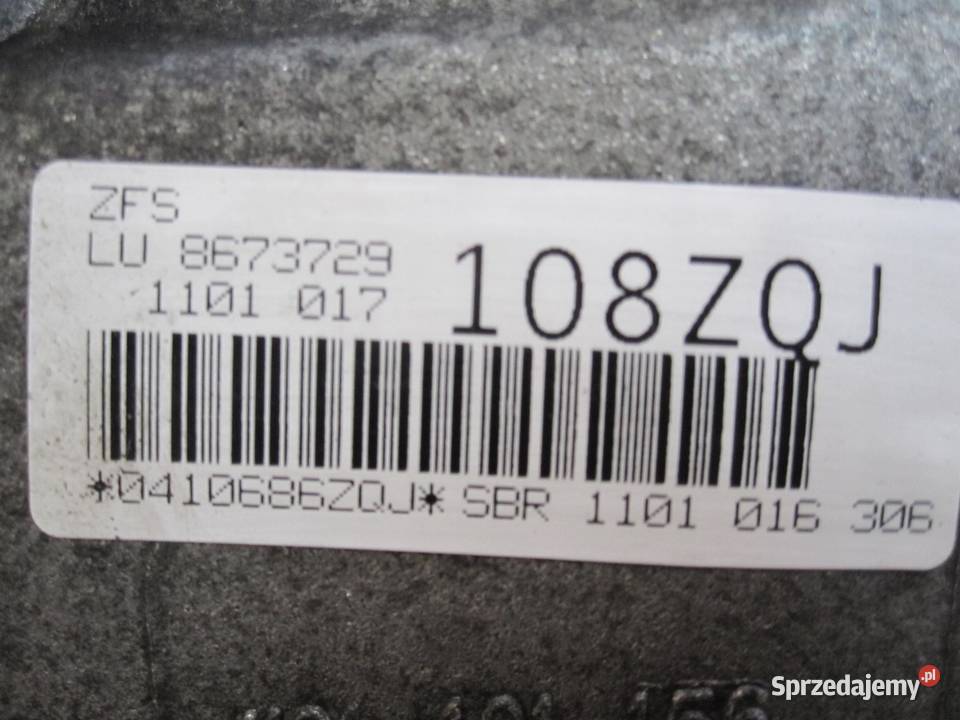 ZFS
LU 8673729
1101 017
108ZQJ
*0410686ZQJ* SBR 1101 016 306
Sprzedajemy.pl